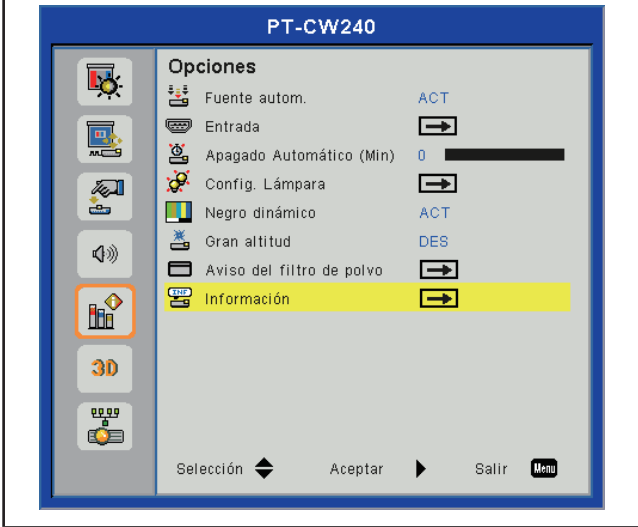 PT-CW240
Opciones
Fuente autom. ACT
Entrada
Apagado Automático (Min) 0
Config. Lámpara
Negro dinámico ACT
Gran altitud DES
Aviso del filtro de polvo
INF Información
3D
Selección Aceptar Salir Menu